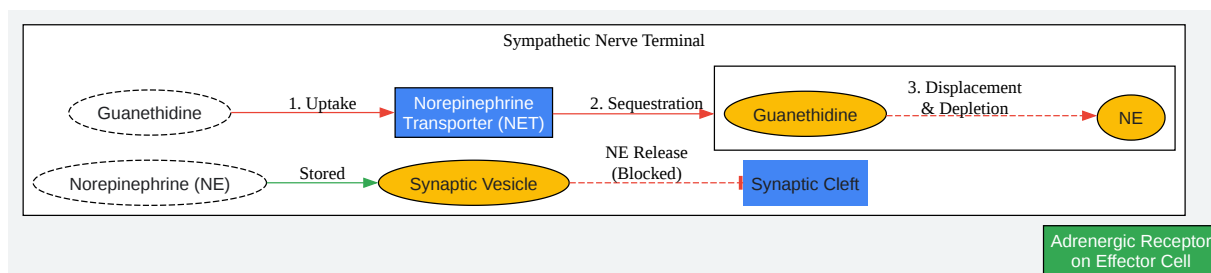 Sympathetic Nerve Terminal
Guanethidine
1. Uptake
Norepinephrine
Transporter (NET)
2. Sequestration
Guanethidine
3. Displacement
& Depletion
NE
Norepinephrine (NE)
Stored
Synaptic Vesicle
NE Release
(Blocked)
Synaptic Cleft
Adrenergic Receptor
on Effector Cell